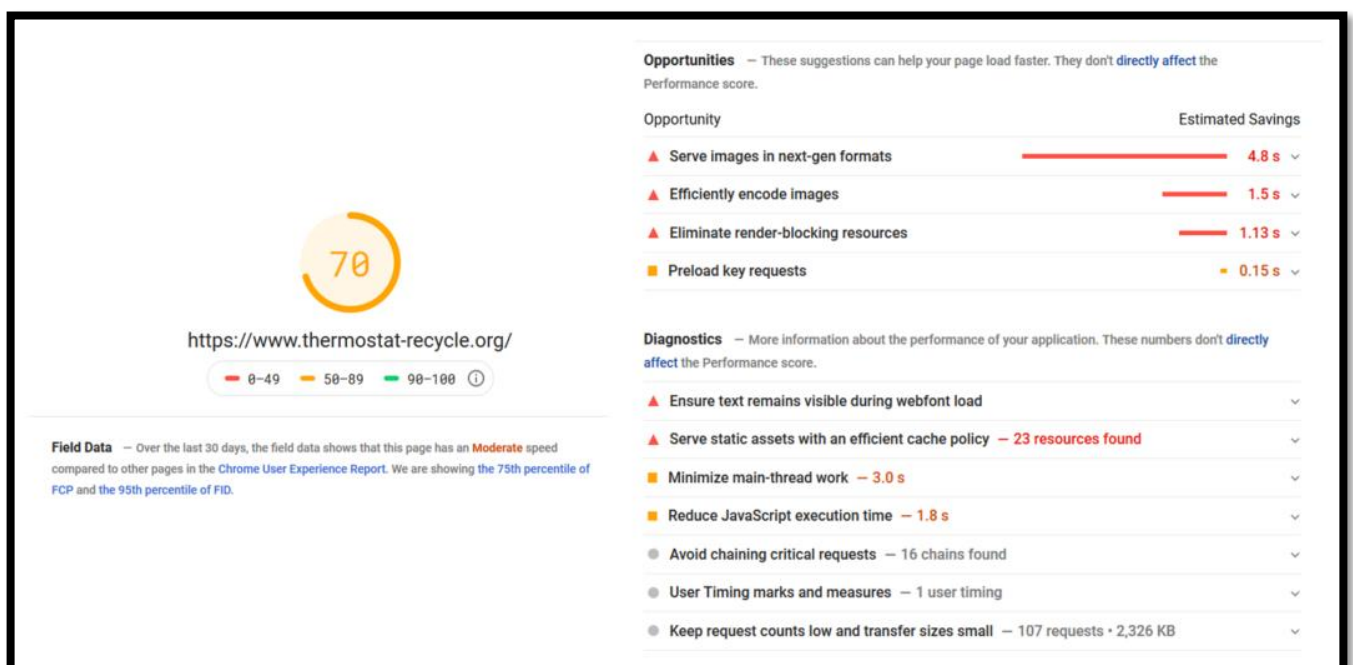 70
https://www.thermostat-recycle.org/
0–49 50–89 90–100
Field Data — Over the last 30 days, the field data shows that this page has an Moderate speed
compared to other pages in the Chrome User Experience Report. We are showing the 75th percentile of
FCP and the 95th percentile of FID.
Opportunities — These suggestions can help your page load faster. They don't directly affect the
Performance score.
Opportunity Estimated Savings
Serve images in next-gen formats 4.8 s
Efficiently encode images 1.5 s
Eliminate render-blocking resources 1.13 s
Preload key requests 0.15 s
Diagnostics — More information about the performance of your application. These numbers don't directly
affect the Performance score.
Ensure text remains visible during webfont load
Serve static assets with an efficient cache policy — 23 resources found
Minimize main-thread work — 3.0 s
Reduce JavaScript execution time — 1.8 s
Avoid chaining critical requests — 16 chains found
User Timing marks and measures — 1 user timing
Keep request counts low and transfer sizes small — 107 requests • 2,326 KB